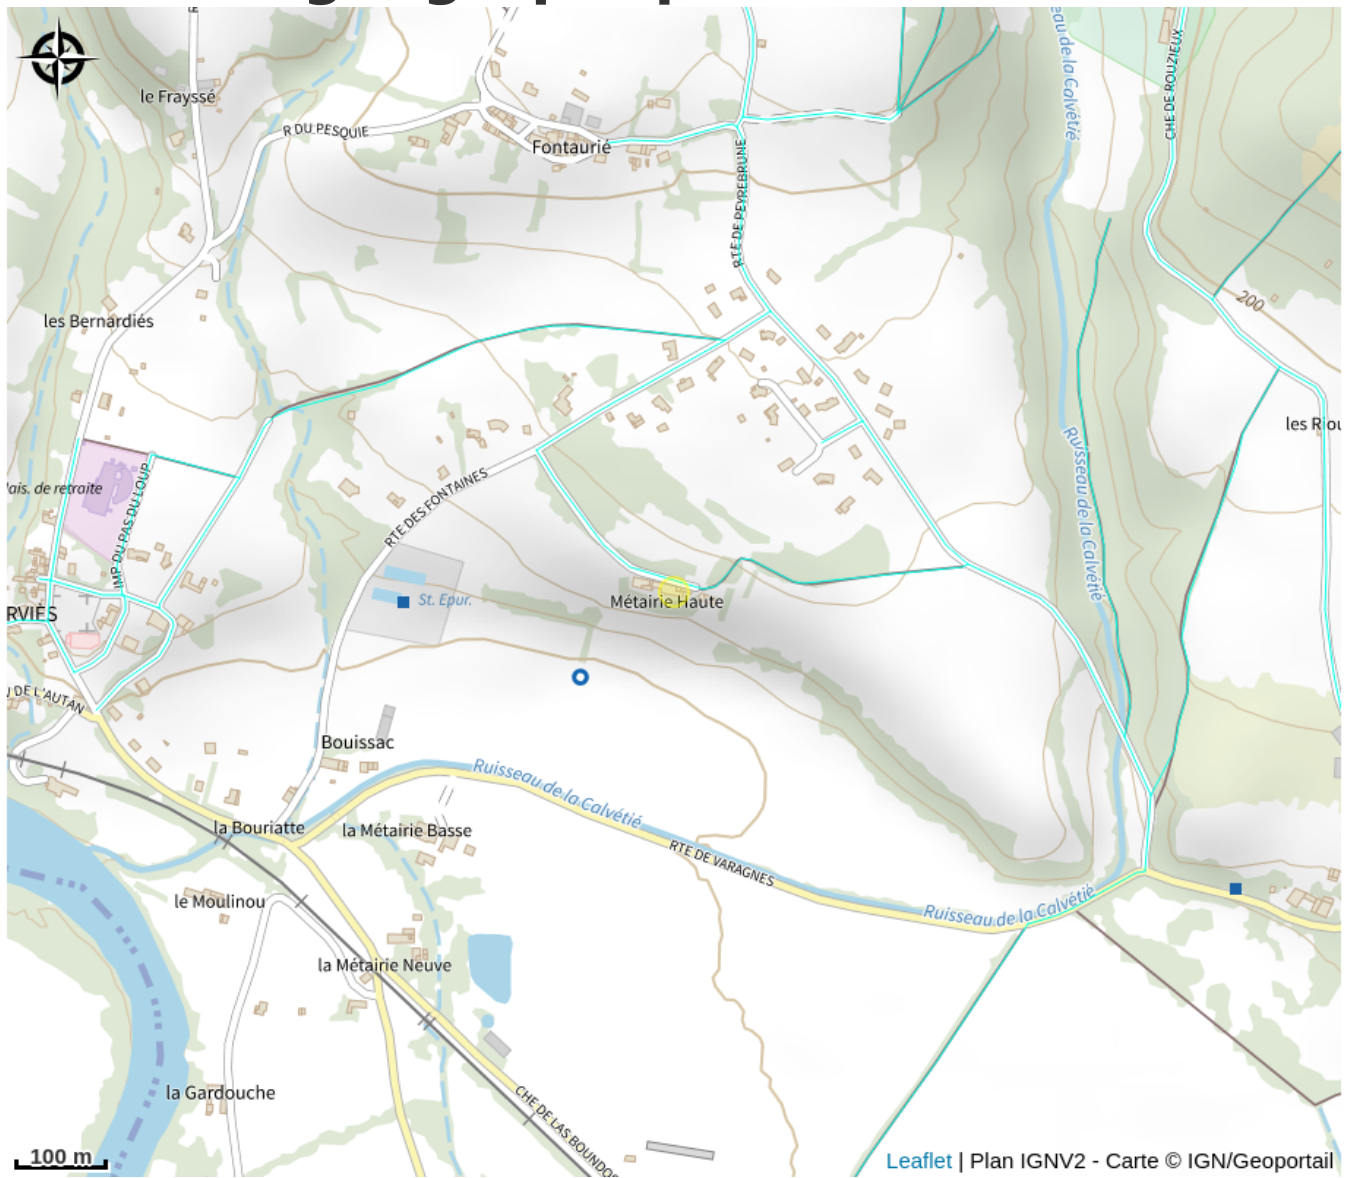 le Frayssé
R DU PESQUIE
Fontaurié
RTE DE PEYREBRUNE
eau de la Calvétié
CHE DE ROUZIEUX
200
les Bernardiés
les Riou
ais. de retraite
IMP DU PAS DU LOUP
RTE DES FONTAINES
Ruisseau de la Calvétié
St. Epur.
Métairie Haute
RVIÈS
DE L'AUTAN
Bouissac
Ruisseau de la Calvétié
la Bouriatte
la Métairie Basse
RTE DE VARAGNES
le Moulinou
Ruisseau de la Calvétié
la Métairie Neuve
la Gardouche
CHE DE LAS BOUNDO
100 m
Leaflet | Plan IGNV2 - Carte © IGN/Geoportail